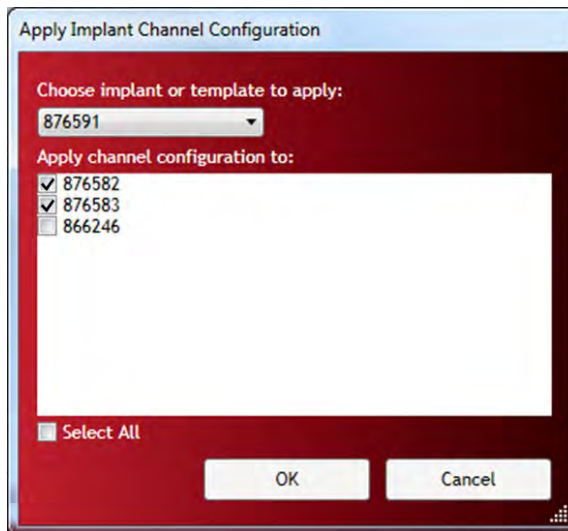 Apply Implant Channel Configuration
Choose implant or template to apply:
876591
Apply channel configuration to:
876582
876583
866246
Select All
OK
Cancel